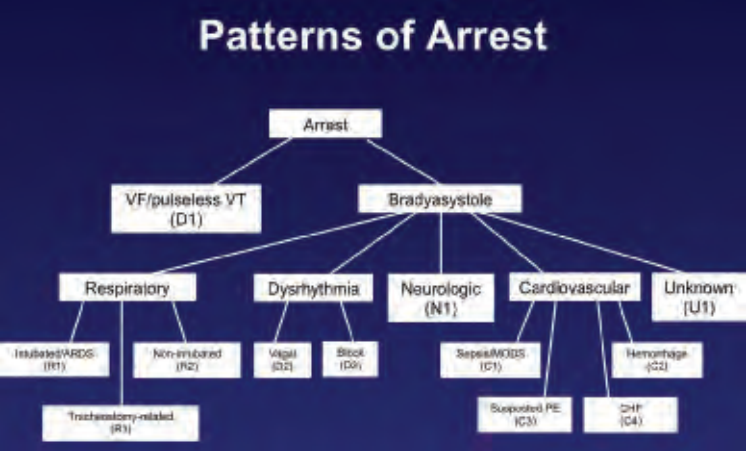 Patterns of Arrest
Arrest
VF/pulseless VT
(D1)
Bradyasystole
Respiratory
Dysrhythmia
Neurologic
(N1)
Cardiovascular
Unknown
(U1)
Intubated/ARDS
(R1)
Non-intubated
(R2)
Vagal
(D2)
Block
(D3)
Sepsis/MODS
(C1)
Hemorrhage
(C2)
Tracheostomy-related
(R3)
Suspected PE
(C3)
CHF
(C4)